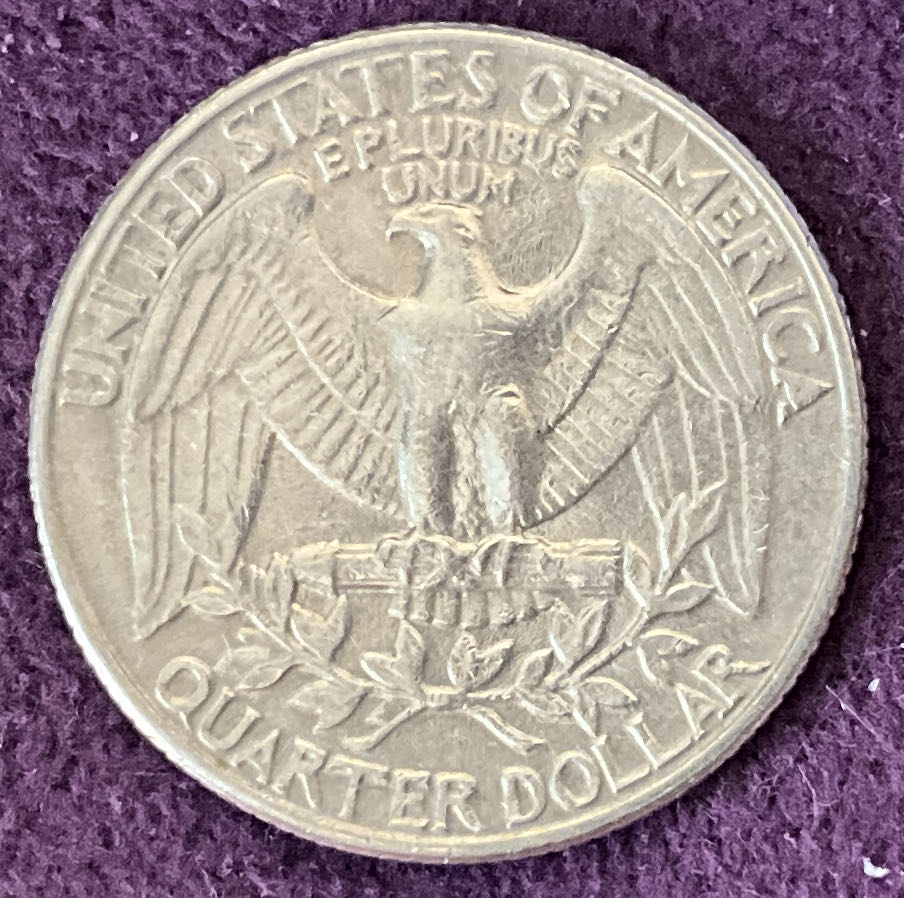 UNITED STATES OF AMERICA
E PLURIBUS
UNUM
QUARTER DOLLAR